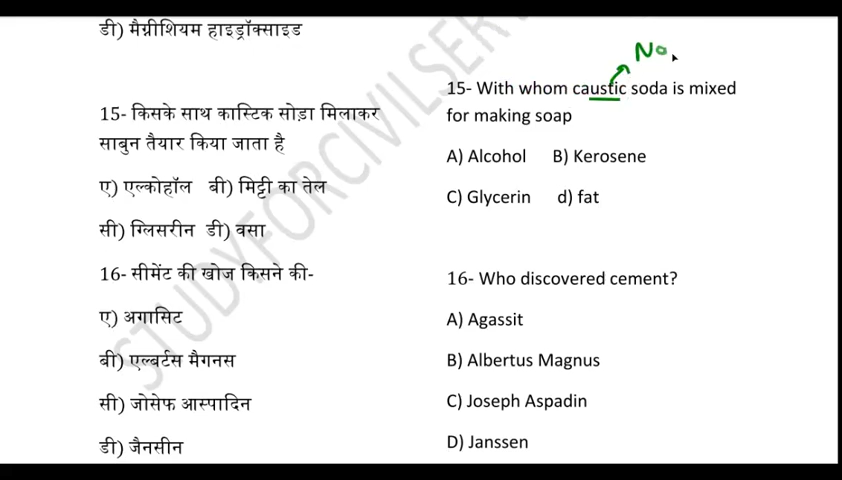 डी) मैग्नीशियम हाइड्रॉक्साइड
15- किसके साथ कास्टिक सोड़ा मिलाकर
साबुन तैयार किया जाता है
ए) एल्कोहॉल बी) मिट्टी का तेल
सी) ग्लिसरीन डी) वसा
16- सीमेंट की खोज किसने की-
ए) अगासिट
बी) एल्बर्टस मैगनस
सी) जोसेफ आस्पादिन
डी) जैनसीन
No
15- With whom caustic soda is mixed
for making soap
A) Alcohol B) Kerosene
C) Glycerin d) fat
16- Who discovered cement?
A) Agassit
B) Albertus Magnus
C) Joseph Aspadin
D) Janssen
STUDYFORCIVILSERV